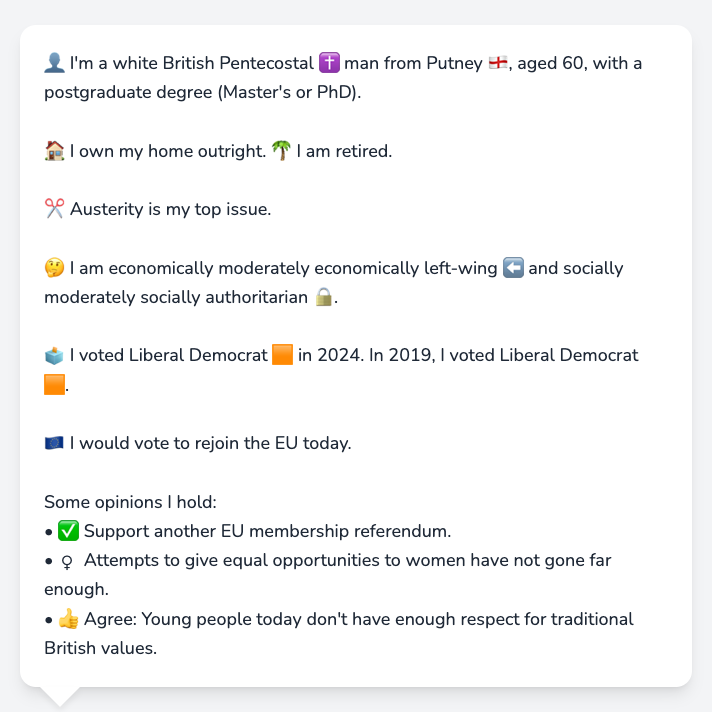 👤 I'm a white British Pentecostal ✝️ man from Putney 🏴󠁧󠁢󠁥󠁮󠁧󠁿, aged 60, with a
postgraduate degree (Master's or PhD).
🏠 I own my home outright. 🌴 I am retired.
✂️ Austerity is my top issue.
🤔 I am economically moderately economically left-wing ⬅️ and socially
moderately socially authoritarian 🔒.
🗳️ I voted Liberal Democrat 🟧 in 2024. In 2019, I voted Liberal Democrat
🟧.
🇪🇺 I would vote to rejoin the EU today.
Some opinions I hold:
• ✅ Support another EU membership referendum.
• ♀ Attempts to give equal opportunities to women have not gone far
enough.
• 👍 Agree: Young people today don't have enough respect for traditional
British values.